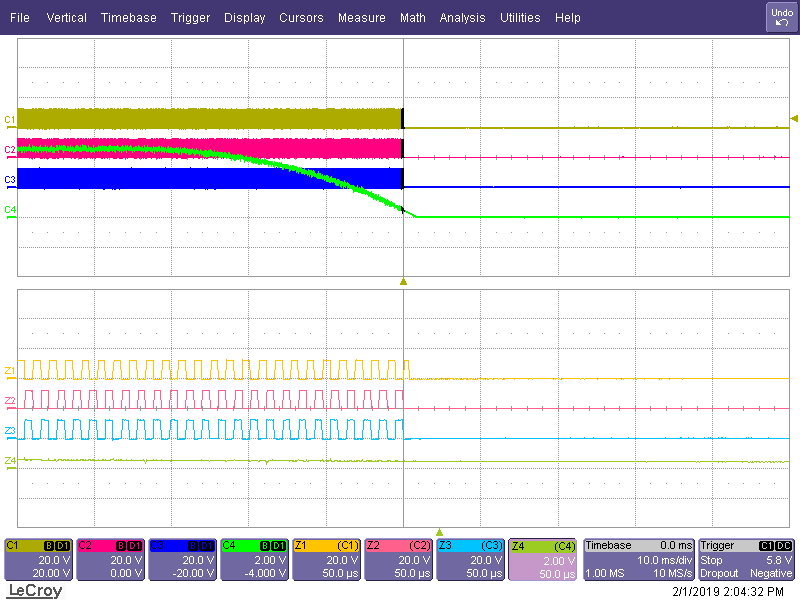 File Vertical Timebase Trigger Display Cursors Measure Math Analysis Utilities Help Undo
C1
C2
C3
C4
Z1
Z2
Z3
Z4
C1 B D1 C2 B D1 C3 B D1 C4 B D1 Z1 (C1) Z2 (C2) Z3 (C3) Z4 (C4) Timebase 0.0 ms Trigger C1 DC
20.0 V 20.0 V 20.0 V 2.00 V 20.0 V 20.0 V 20.0 V 2.00 V 10.0 ms/div Stop 5.8 V
20.00 V 0.00 V -20.00 V -4.000 V 50.0 µs 50.0 µs 50.0 µs 50.0 µs 1.00 MS 10 MS/s Dropout Negative
LeCroy 2/1/2019 2:04:32 PM